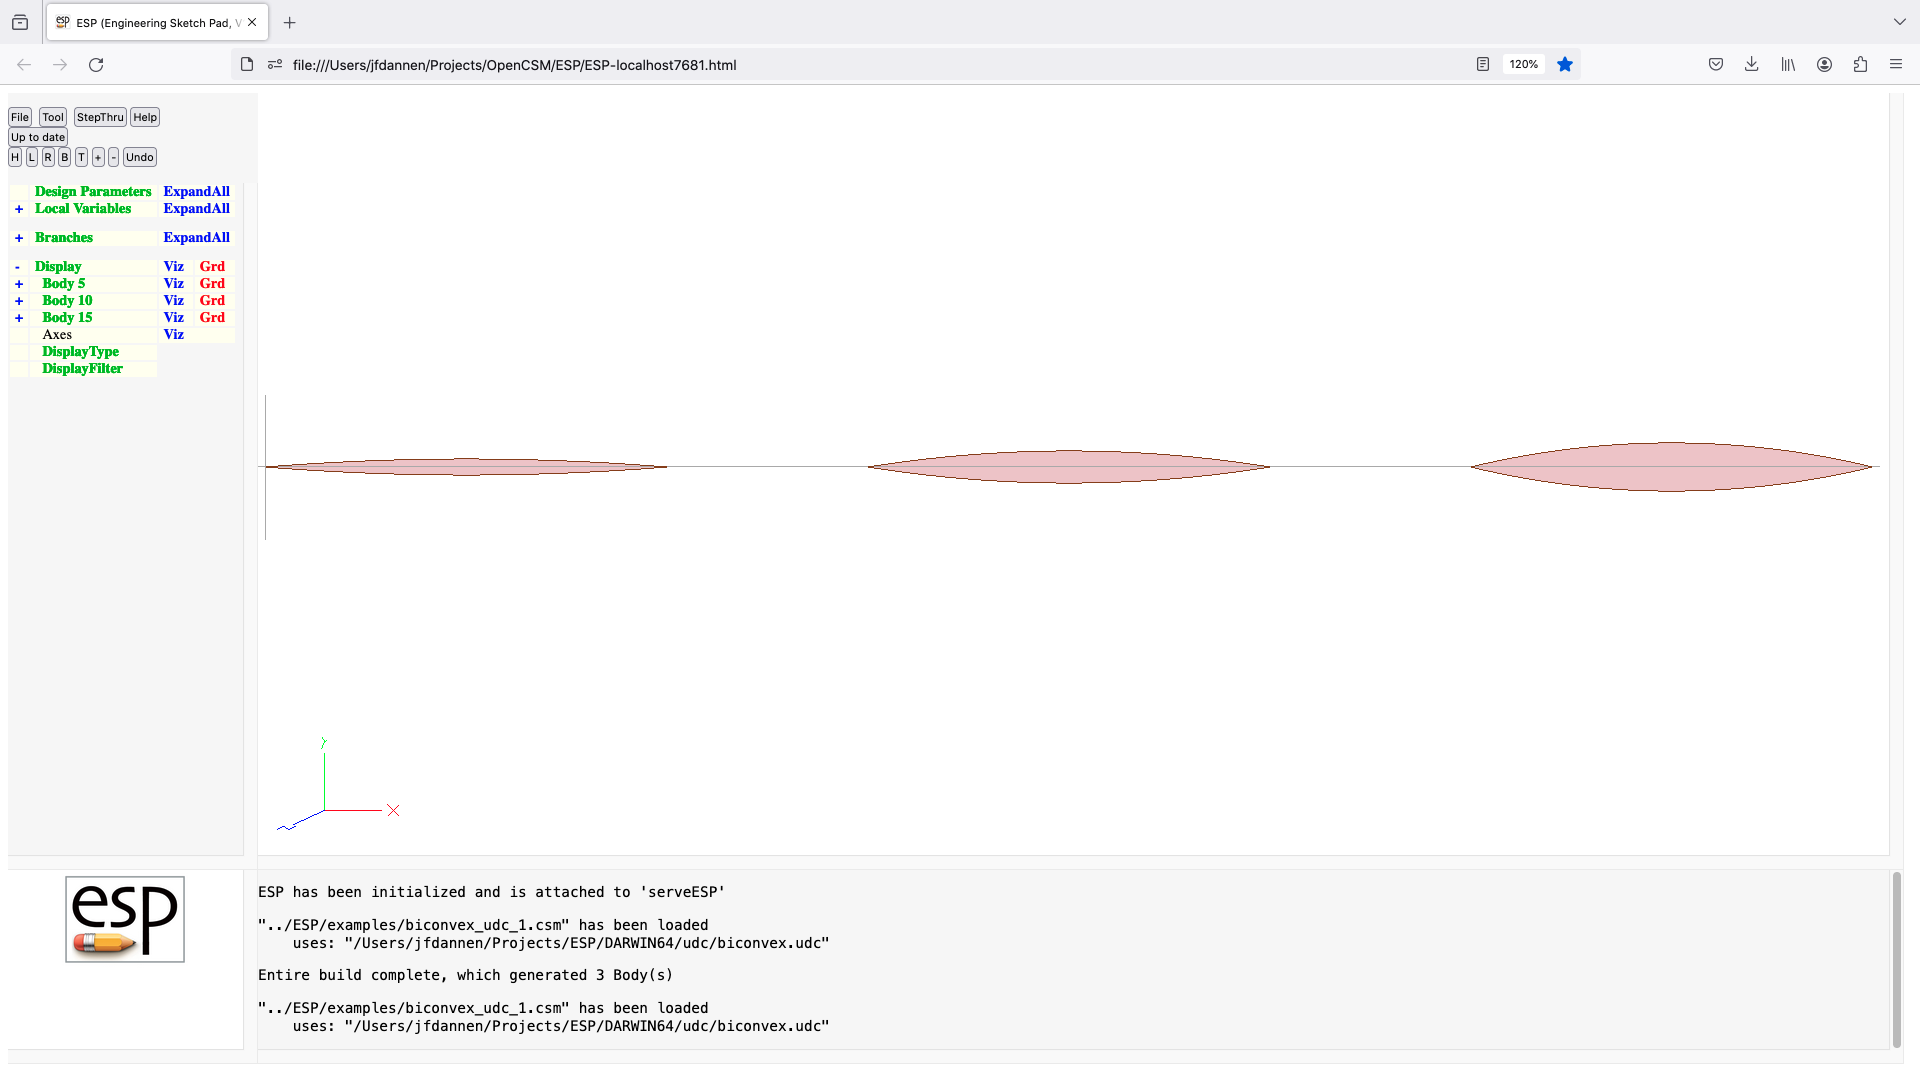 ESP (Engineering Sketch Pad, V
file:///Users/jfdannen/Projects/OpenCSM/ESP/ESP-localhost7681.html
120%
File Tool StepThru Help
Up to date
H L R B T + - Undo
Design Parameters ExpandAll
+ Local Variables ExpandAll
+ Branches ExpandAll
- Display Viz Grd
+ Body 5 Viz Grd
+ Body 10 Viz Grd
+ Body 15 Viz Grd
Axes Viz
DisplayType
DisplayFilter
Y
X
Z
esp
ESP has been initialized and is attached to 'serveESP'
"../ESP/examples/biconvex_udc_1.csm" has been loaded
uses: "/Users/jfdannen/Projects/ESP/DARWIN64/udc/biconvex.udc"
Entire build complete, which generated 3 Body(s)
"../ESP/examples/biconvex_udc_1.csm" has been loaded
uses: "/Users/jfdannen/Projects/ESP/DARWIN64/udc/biconvex.udc"